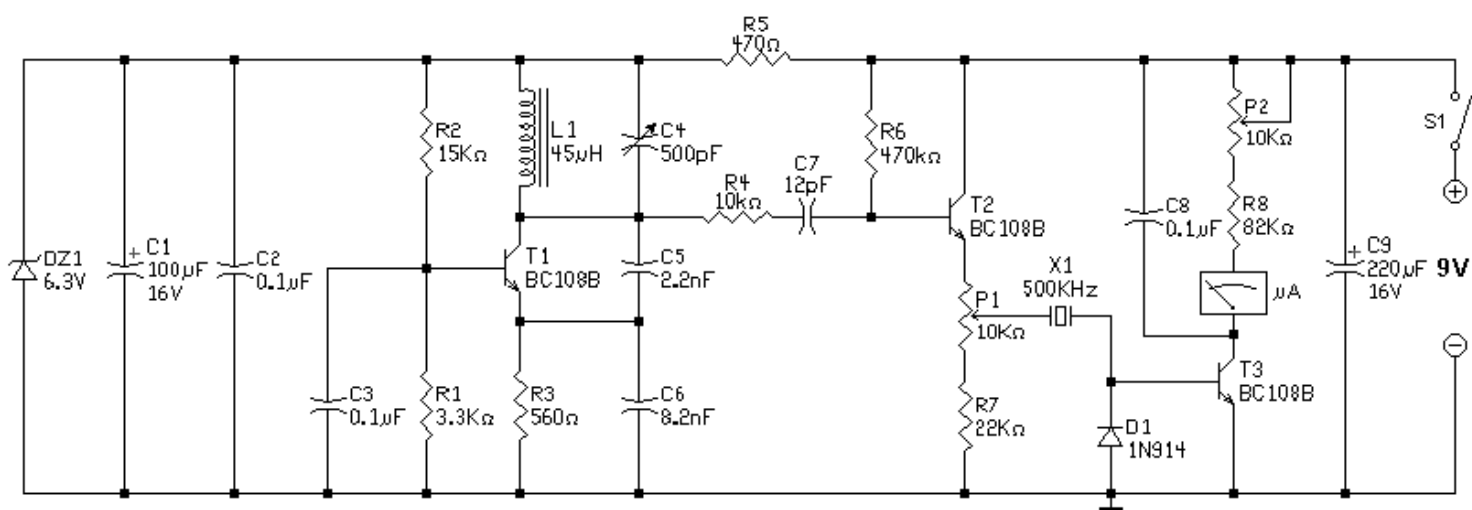 R5
470Ω
R2
15KΩ
L1
45μH
C4
500pF
R4
10kΩ
C7
12pF
R6
470kΩ
T2
BC108B
C8
0.1μF
P2
10KΩ
R8
82KΩ
S1
+
DZ1
6.3V
+
C1
100μF
16V
C2
0.1μF
T1
BC108B
C5
2.2nF
P1
10KΩ
X1
500KHz
μA
+
C9
220μF
16V
9V
−
C3
0.1μF
R1
3.3KΩ
R3
560Ω
C6
8.2nF
R7
22KΩ
D1
1N914
T3
BC108B